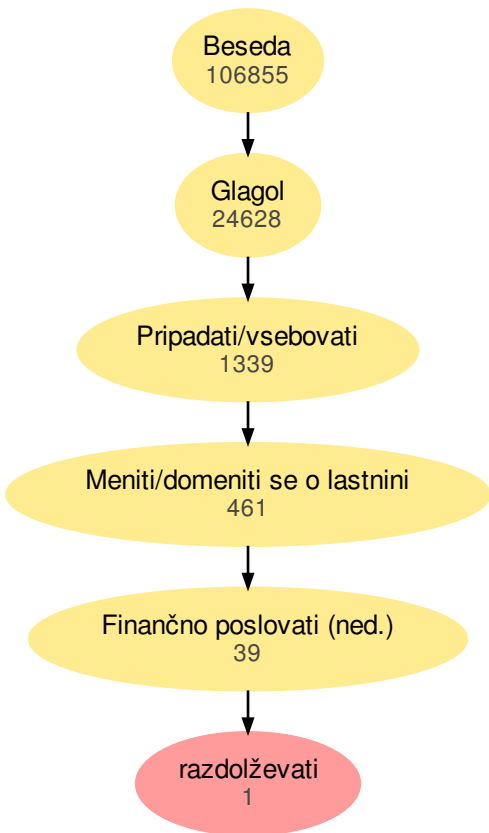 Beseda
106855
Glagol
24628
Pripadati/vsebovati
1339
Meniti/domeniti se o lastnini
461
Finančno poslovati (ned.)
39
razdolževati
1